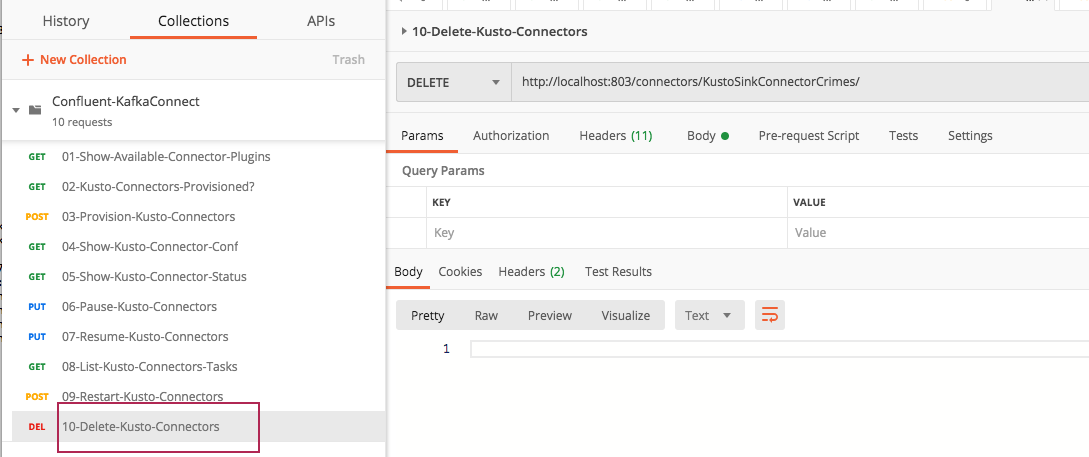 History Collections APIs
+ New Collection Trash
Confluent-KafkaConnect
10 requests
GET 01-Show-Available-Connector-Plugins
GET 02-Kusto-Connectors-Provisioned?
POST 03-Provision-Kusto-Connectors
GET 04-Show-Kusto-Connector-Conf
GET 05-Show-Kusto-Connector-Status
PUT 06-Pause-Kusto-Connectors
PUT 07-Resume-Kusto-Connectors
GET 08-List-Kusto-Connectors-Tasks
POST 09-Restart-Kusto-Connectors
DEL 10-Delete-Kusto-Connectors
10-Delete-Kusto-Connectors
DELETE http://localhost:803/connectors/KustoSinkConnectorCrimes/
Params Authorization Headers (11) Body Pre-request Script Tests Settings
Query Params
KEY VALUE
Key Value
Body Cookies Headers (2) Test Results
Pretty Raw Preview Visualize Text
1